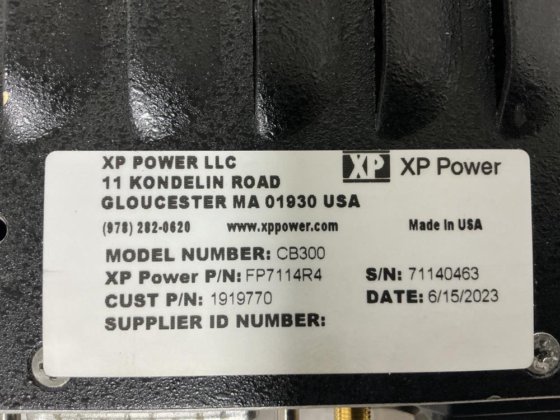 XP POWER LLC
11 KONDELIN ROAD
GLOUCESTER MA 01930 USA
XP XP Power
(978) 282-0620 www.xppower.com Made in USA
MODEL NUMBER: CB300
XP Power P/N: FP7114R4 S/N: 71140463
CUST P/N: 1919770 DATE: 6/15/2023
SUPPLIER ID NUMBER: